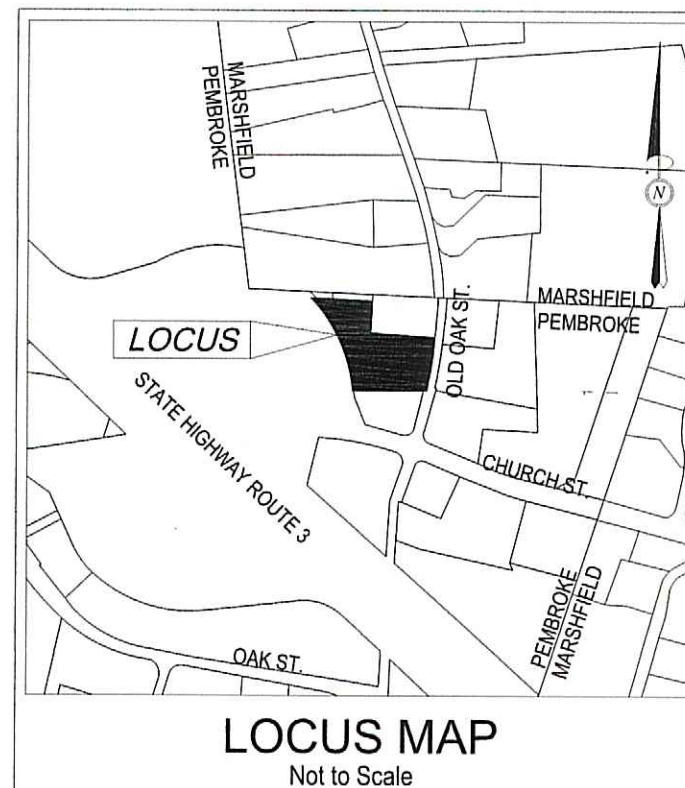 MARSHFIELD
PEMBROKE
N
MARSHFIELD
PEMBROKE
LOCUS
OLD OAK ST.
STATE HIGHWAY ROUTE 3
CHURCH ST.
PEMBROKE
MARSHFIELD
OAK ST.
LOCUS MAP
Not to Scale